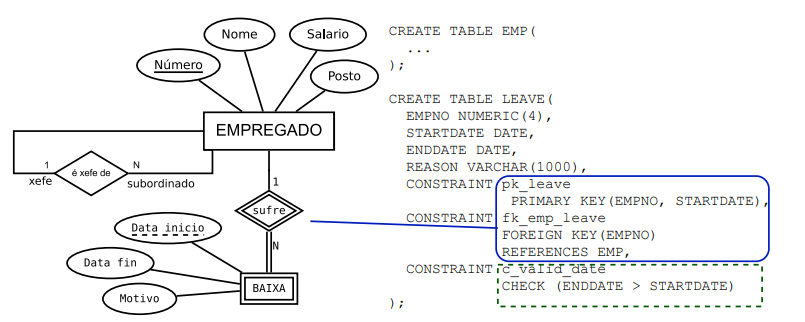 Nome
Salario
Número
Posto
EMPREGADO
1
N
é xefe de
xefe
subordinado
1
sufre
N
Data inicio
Data fin
BAIXA
Motivo
CREATE TABLE EMP(
...
);
CREATE TABLE LEAVE(
EMPNO NUMERIC(4),
STARTDATE DATE,
ENDDATE DATE,
REASON VARCHAR(1000),
CONSTRAINT pk_leave
PRIMARY KEY(EMPNO, STARTDATE),
CONSTRAINT fk_emp_leave
FOREIGN KEY(EMPNO)
REFERENCES EMP,
CONSTRAINT c_valid_date
CHECK (ENDDATE > STARTDATE)
);